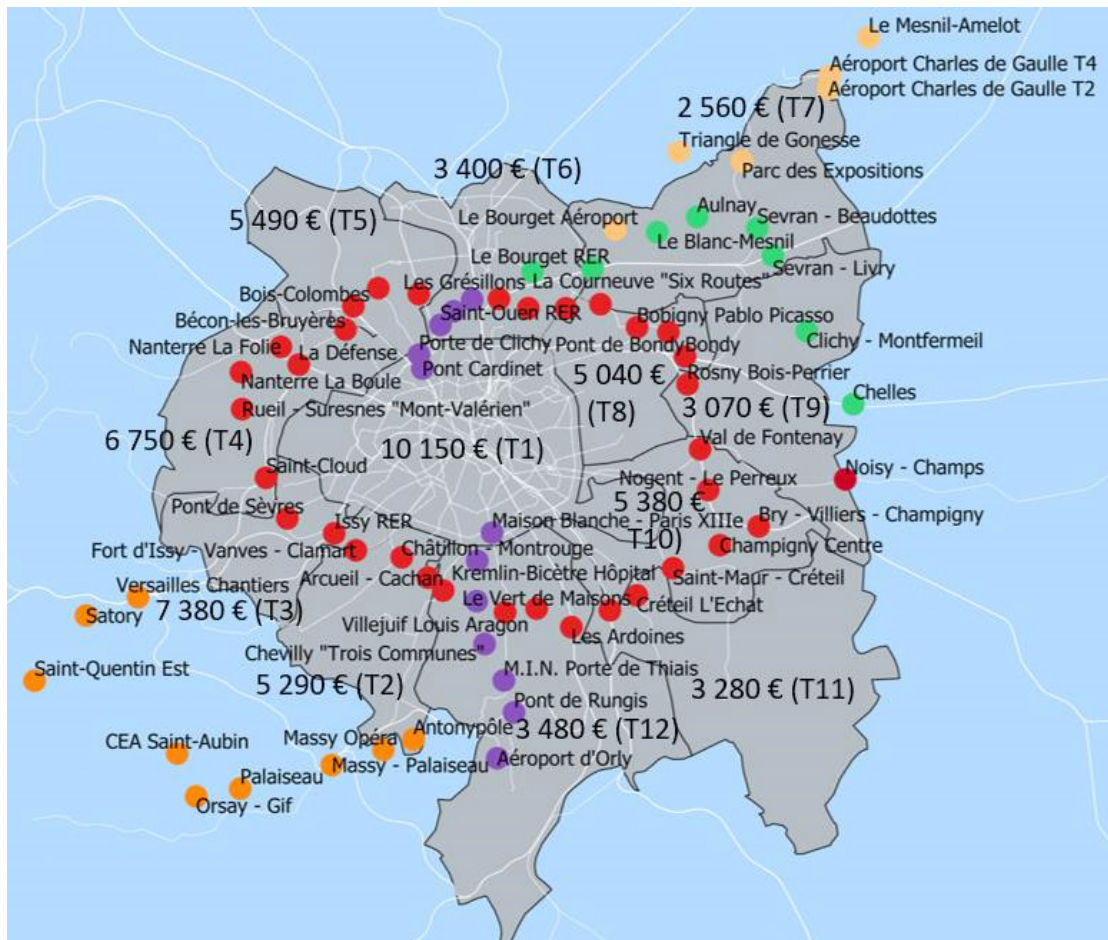 Le Mesnil-Amelot
Aéroport Charles de Gaulle T4
Aéroport Charles de Gaulle T2
2 560 € (T7)
Triangle de Gonesse
3 400 € (T6)
Parc des Expositions
5 490 € (T5)
Le Bourget Aéroport
Aulnay
Sevran - Beaudottes
Le Blanc-Mesnil
Le Bourget RER
Sevran - Livry
Les Grésillons
La Courneuve "Six Routes"
Bois-Colombes
Saint-Ouen RER
Bobigny Pablo Picasso
Bécon-les-Bruyères
Porte de Clichy
Pont de Bondy
Bondy
Clichy - Montfermeil
Nanterre La Folie
La Défense
Pont Cardinet
5 040 €
(T8)
Rosny Bois-Perrier
Nanterre La Boule
Chelles
Rueil - Suresnes "Mont-Valérien"
3 070 € (T9)
6 750 € (T4)
10 150 € (T1)
Val de Fontenay
Saint-Cloud
Noisy - Champs
Nogent - Le Perreux
Pont de Sèvres
5 380 €
T10)
Issy RER
Maison Blanche - Paris XIIIe
Bry - Villiers - Champigny
Fort d'Issy - Vanves - Clamart
Châtillon - Montrouge
Champigny Centre
Arcueil - Cachan
Kremlin-Bicètre Hôpital
Saint-Maur - Créteil
Versailles Chantiers
Le Vert de Maisons
Créteil L'Echat
Satory
7 380 € (T3)
Villejuif Louis Aragon
Les Ardoines
Chevilly "Trois Communes"
Saint-Quentin Est
M.I.N. Porte de Thiais
5 290 € (T2)
3 280 € (T11)
Pont de Rungis
Antonypôle
3 480 € (T12)
CEA Saint-Aubin
Massy Opéra
Massy - Palaiseau
Aéroport d'Orly
Palaiseau
Orsay - Gif